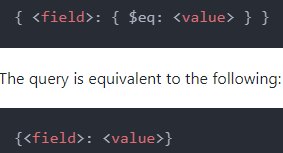 { <field>: { $eq: <value> } }
The query is equivalent to the following:
{<field>: <value>}